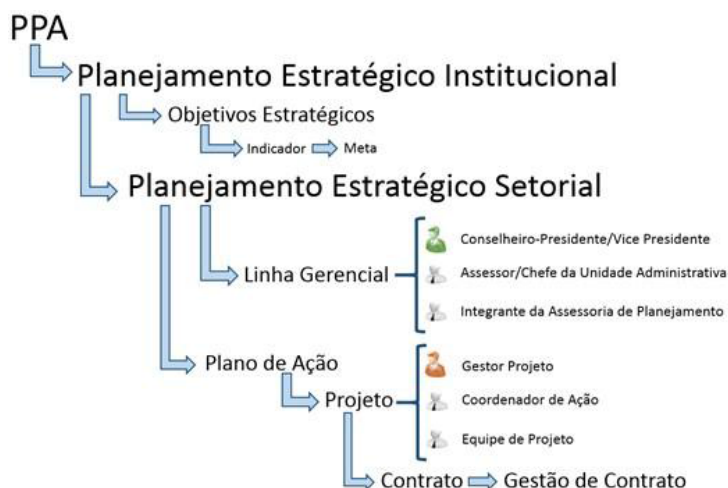 PPA
Planejamento Estratégico Institucional
Objetivos Estratégicos
Indicador Meta
Planejamento Estratégico Setorial
Conselheiro-Presidente/Vice Presidente
Linha Gerencial Assessor/Chefe da Unidade Administrativa
Integrante da Assessoria de Planejamento
Plano de Ação Gestor Projeto
Projeto Coordenador de Ação
Equipe de Projeto
Contrato Gestão de Contrato